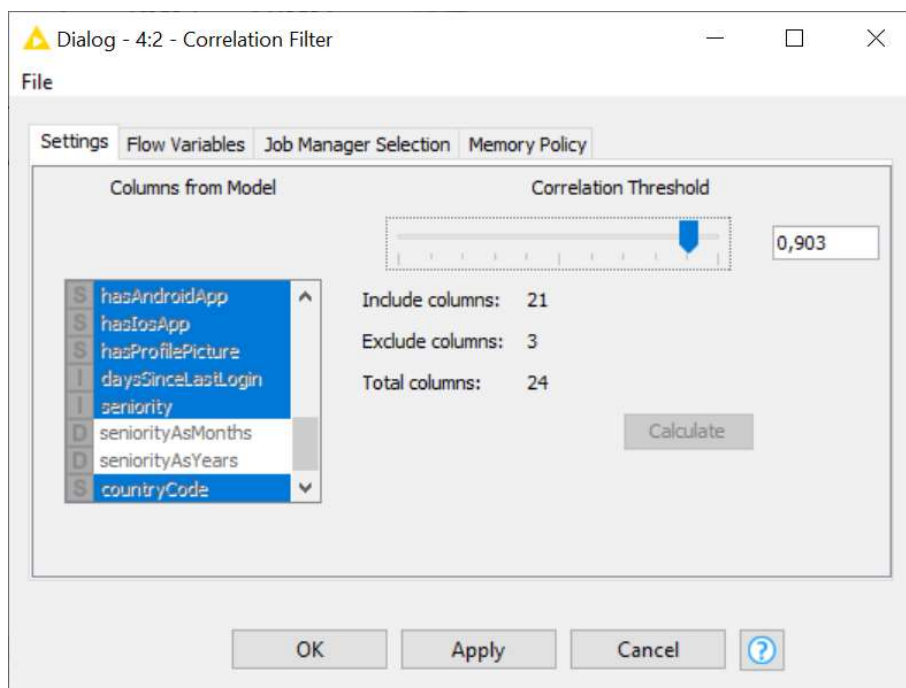 Dialog - 4:2 - Correlation Filter
File
Settings Flow Variables Job Manager Selection Memory Policy
Columns from Model
Correlation Threshold
0,903
S hasAndroidApp
S hasIosApp
S hasProfilePicture
I daysSinceLastLogin
I seniority
D seniorityAsMonths
D seniorityAsYears
S countryCode
Include columns: 21
Exclude columns: 3
Total columns: 24
Calculate
OK Apply Cancel ?